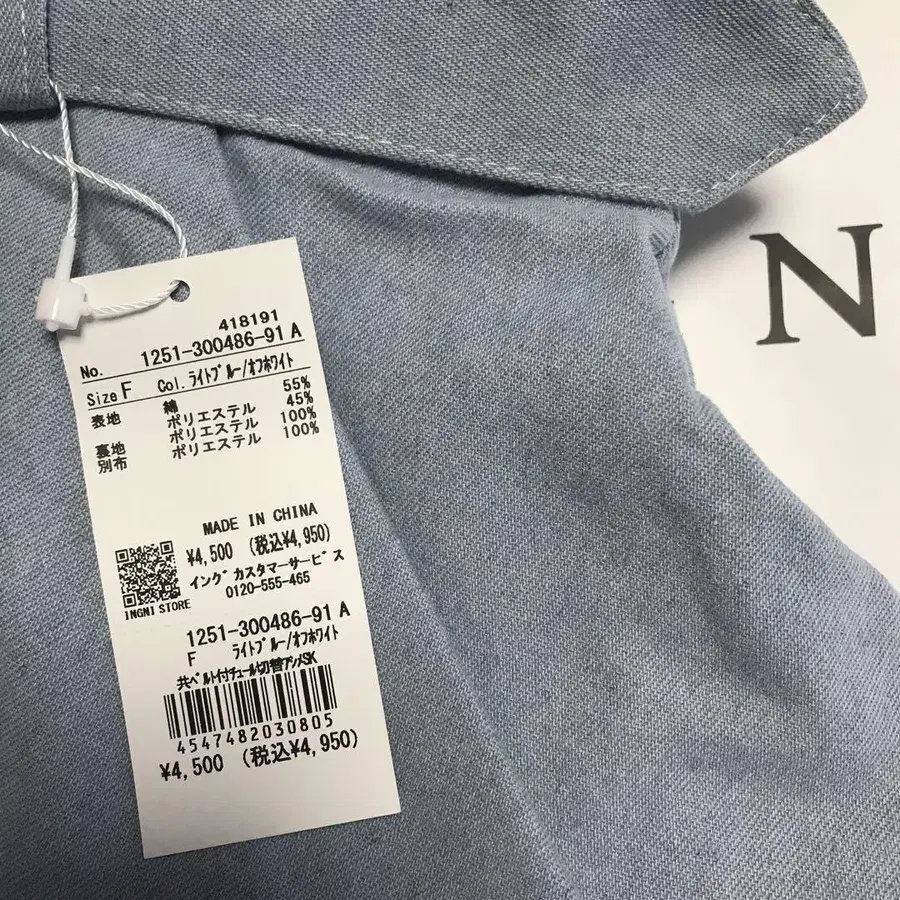 418191
No. 1251-300486-91 A
Size F Col. ライトブルー/オフホワイト
表地 綿 55%
ポリエステル 45%
裏地 ポリエステル 100%
別布 ポリエステル 100%
MADE IN CHINA
¥4,500 (税込¥4,950)
イング カスタマーサービス
0120-555-465
INGNI STORE
1251-300486-91 A
F ライトブルー/オフホワイト
共ベルト付チュール切替アシメSK
4547482030805
¥4,500 (税込¥4,950)
N